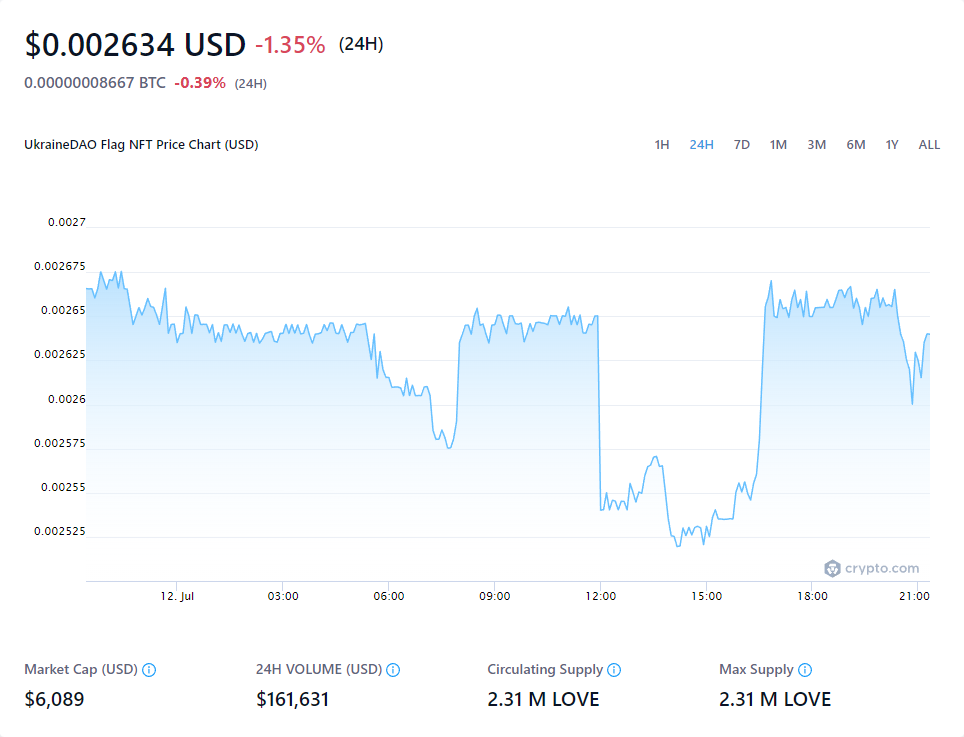 $0.002634 USD -1.35% (24H)
0.00000008667 BTC -0.39% (24H)
UkraineDAO Flag NFT Price Chart (USD) 1H 24H 7D 1M 3M 6M 1Y ALL
0.0027
0.002675
0.00265
0.002625
0.0026
0.002575
0.00255
0.002525
crypto.com
12. Jul 03:00 06:00 09:00 12:00 15:00 18:00 21:00
Market Cap (USD) 24H VOLUME (USD) Circulating Supply Max Supply
$6,089 $161,631 2.31 M LOVE 2.31 M LOVE